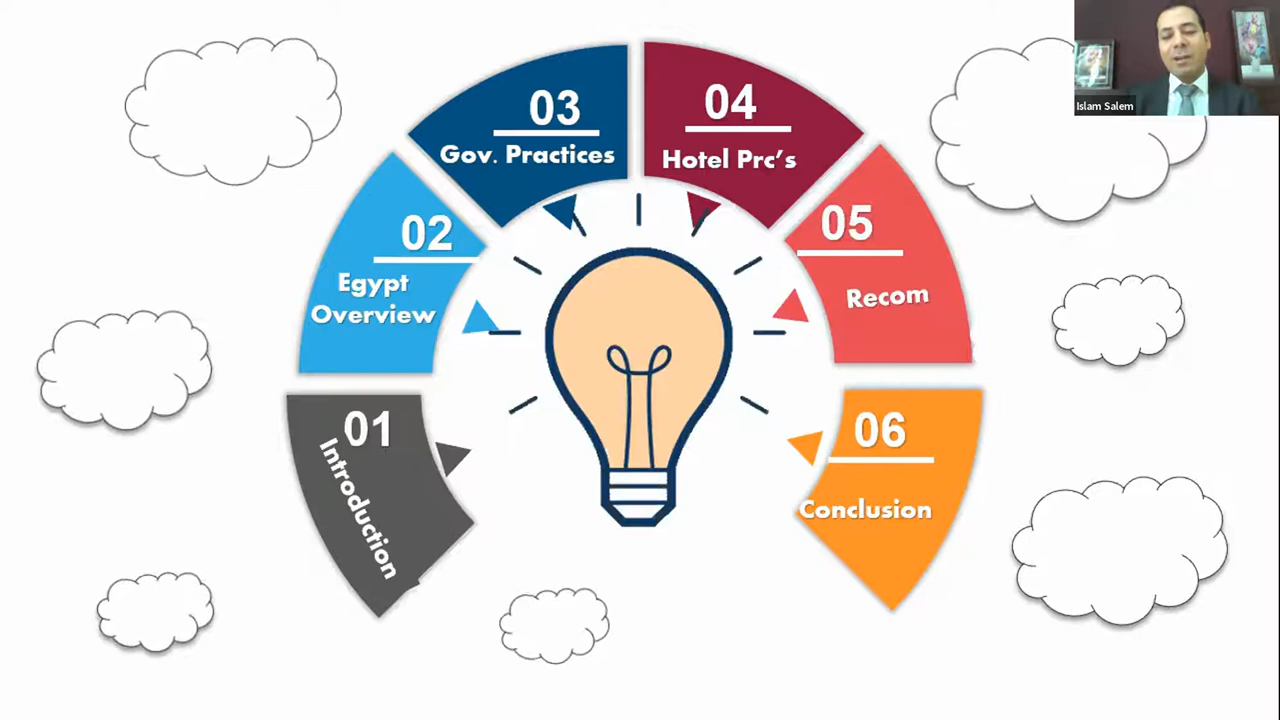 01
Introduction
02
Egypt
Overview
03
Gov. Practices
04
Hotel Prc's
05
Recom
06
Conclusion
Islam Salem